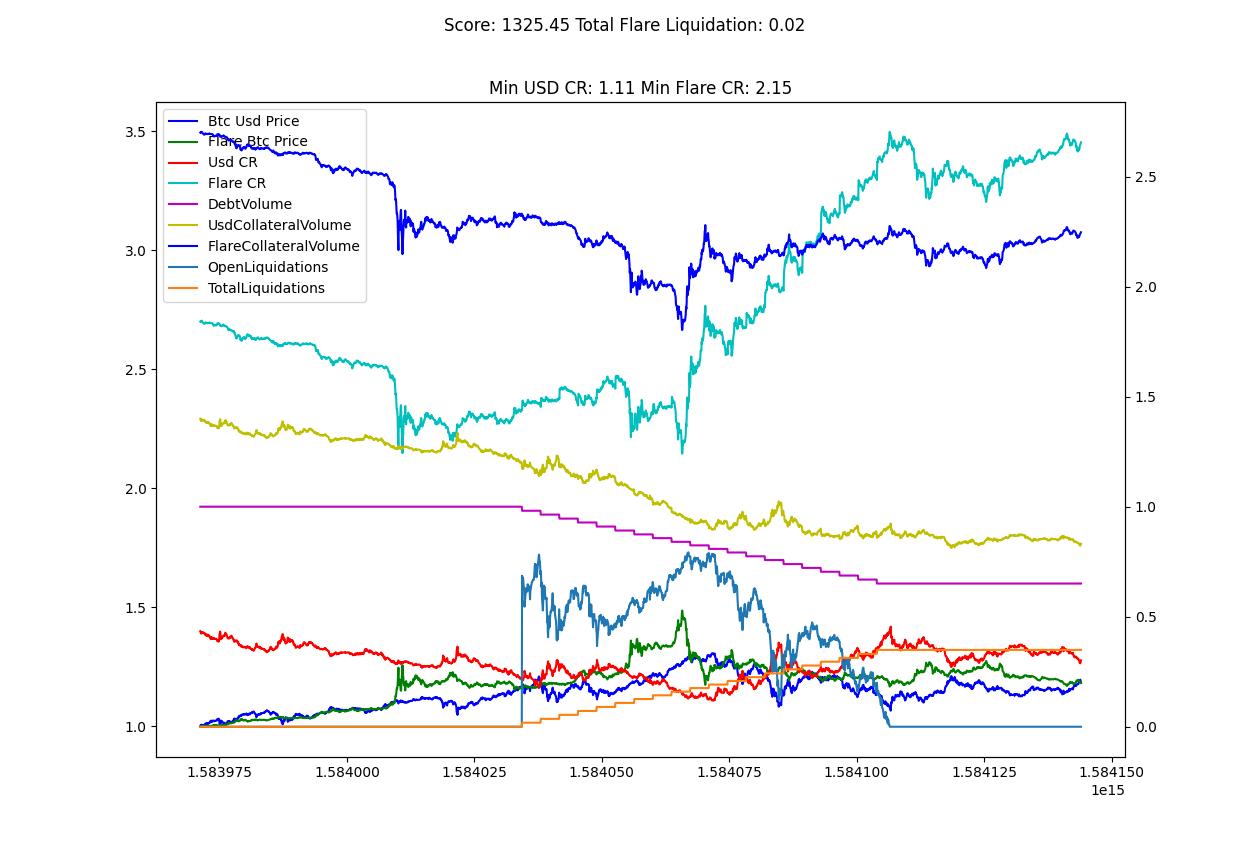 Score: 1325.45 Total Flare Liquidation: 0.02
Min USD CR: 1.11 Min Flare CR: 2.15
Btc Usd Price
Flare Btc Price
Usd CR
Flare CR
DebtVolume
UsdCollateralVolume
FlareCollateralVolume
OpenLiquidations
TotalLiquidations
3.5
3.0
2.5
2.0
1.5
1.0
2.5
2.0
1.5
1.0
0.5
0.0
1.583975
1.584000
1.584025
1.584050
1.584075
1.584100
1.584125
1.584150
1e15